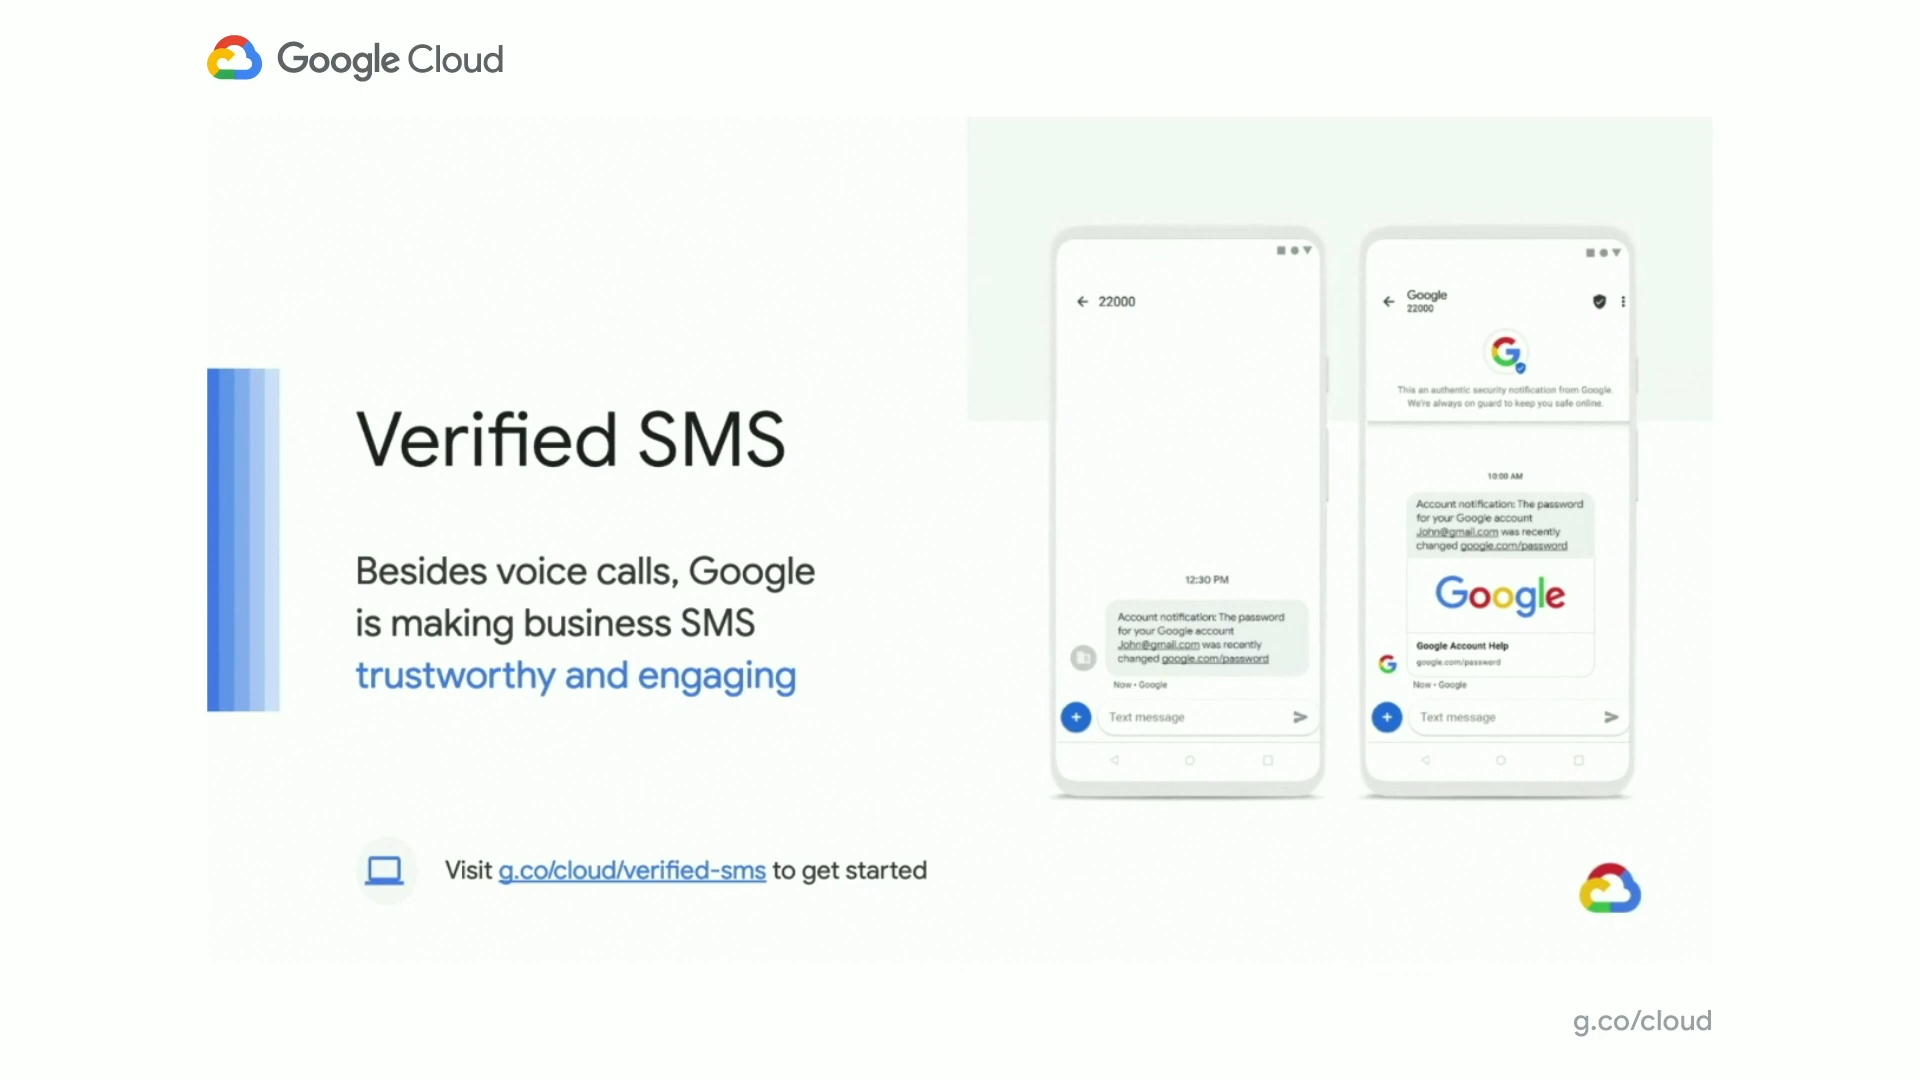 Google Cloud
Verified SMS
Besides voice calls, Google
is making business SMS
trustworthy and engaging
Visit g.co/cloud/verified-sms to get started
22000
12:30 PM
Account notification: The password
for your Google account
John@gmail.com was recently
changed google.com/password
Now • Google
Text message
Google
22000
This an authentic security notification from Google.
We're always on guard to keep you safe online.
10:00 AM
Account notification: The password
for your Google account
John@gmail.com was recently
changed google.com/password
Google
Google Account Help
google.com/password
Now • Google
Text message
g.co/cloud